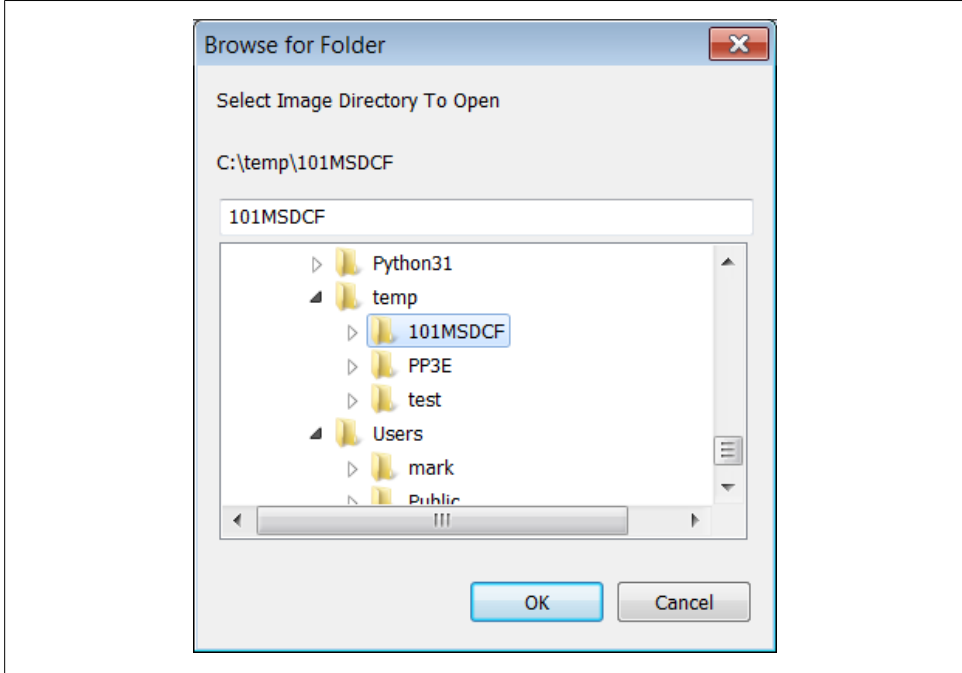 Browse for Folder
Select Image Directory To Open
C:\temp\101MSDCF
101MSDCF
Python31
temp
101MSDCF
PP3E
test
Users
mark
Public
OK Cancel